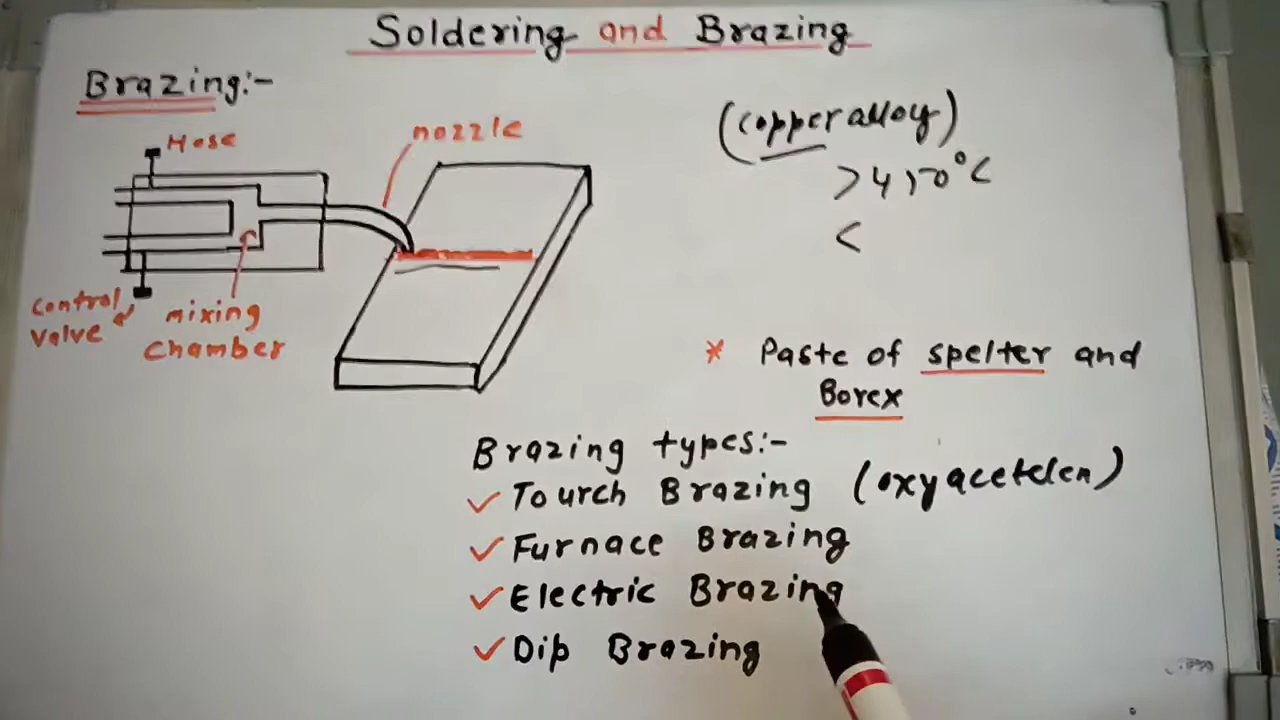 Soldering and Brazing
Brazing:-
Hose
nozzle
(copper alloy)
>450°C
<
control
valve
mixing
chamber
* Paste of spelter and
Borex
Brazing types:-
✓ Tourch Brazing (oxyacetelen)
✓ Furnace Brazing
✓ Electric Brazing
✓ Dip Brazing